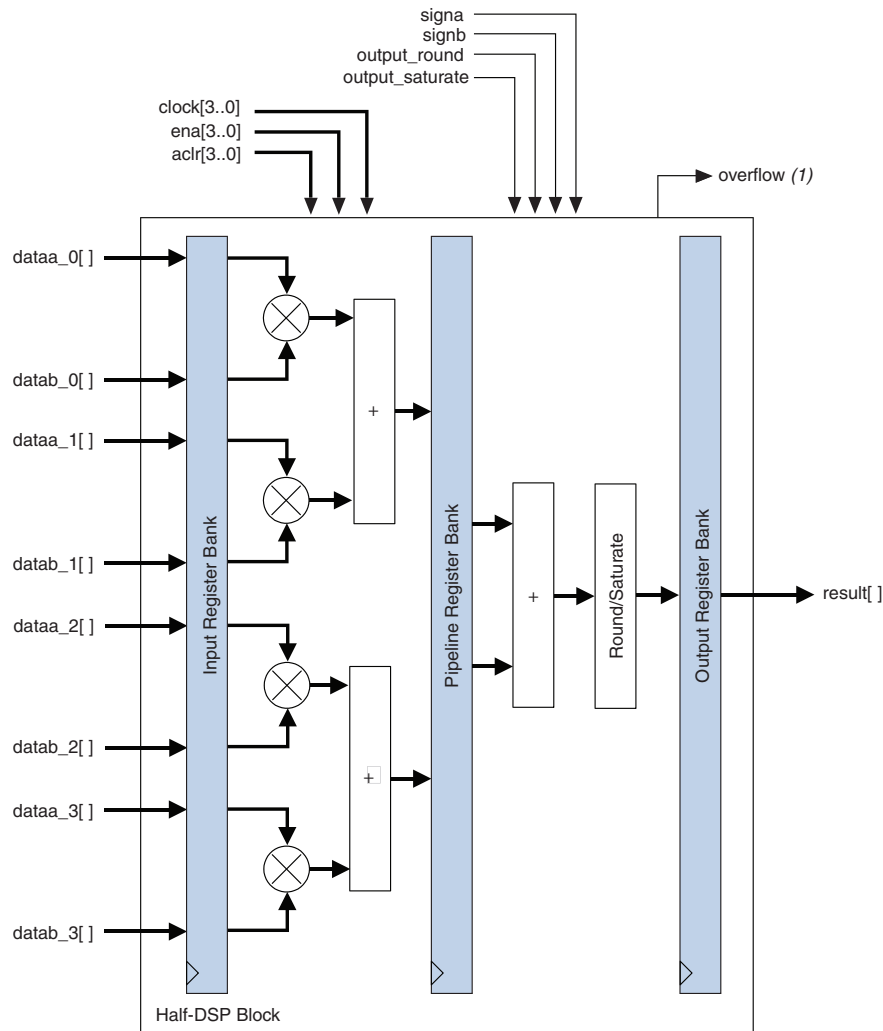 signa
signb
output_round
output_saturate
clock[3..0]
ena[3..0]
aclr[3..0]
overflow (1)
dataa_0[ ]
datab_0[ ]
dataa_1[ ]
datab_1[ ]
dataa_2[ ]
datab_2[ ]
dataa_3[ ]
datab_3[ ]
Input Register Bank
+
+
Pipeline Register Bank
+
Round/Saturate
Output Register Bank
result[ ]
Half-DSP Block